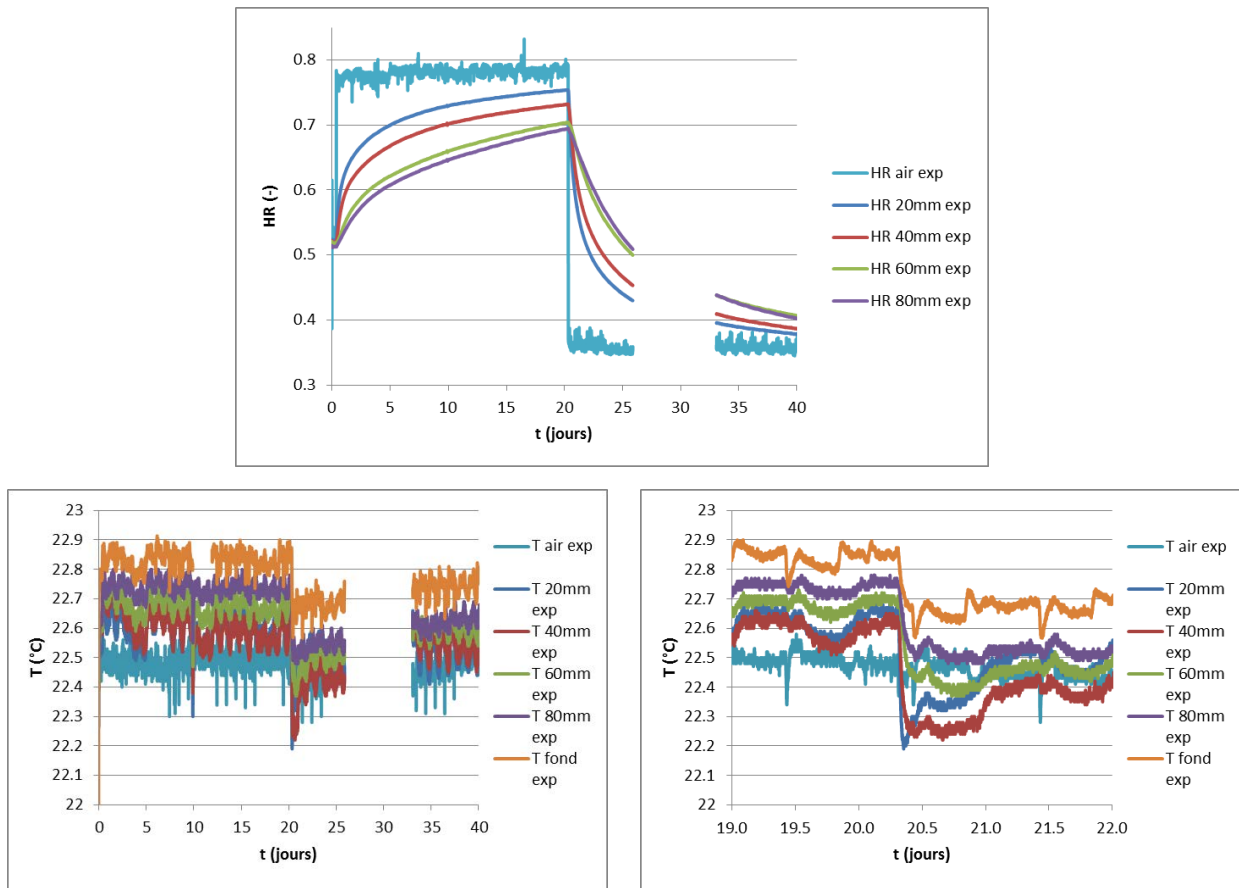 0.8
0.7
0.6
0.5
0.4
0.3
HR (-)
0 5 10 15 20 25 30 35 40
t (jours)
HR air exp
HR 20mm exp
HR 40mm exp
HR 60mm exp
HR 80mm exp
23
22.9
22.8
22.7
22.6
22.5
22.4
22.3
22.2
22.1
22
T (°C)
0 5 10 15 20 25 30 35 40
t (jours)
T air exp
T 20mm
exp
T 40mm
exp
T 60mm
exp
T 80mm
exp
T fond
exp
23
22.9
22.8
22.7
22.6
22.5
22.4
22.3
22.2
22.1
22
T (°C)
19.0 19.5 20.0 20.5 21.0 21.5 22.0
t (jours)
T air exp
T 20mm
exp
T 40mm
exp
T 60mm
exp
T 80mm
exp
T fond
exp